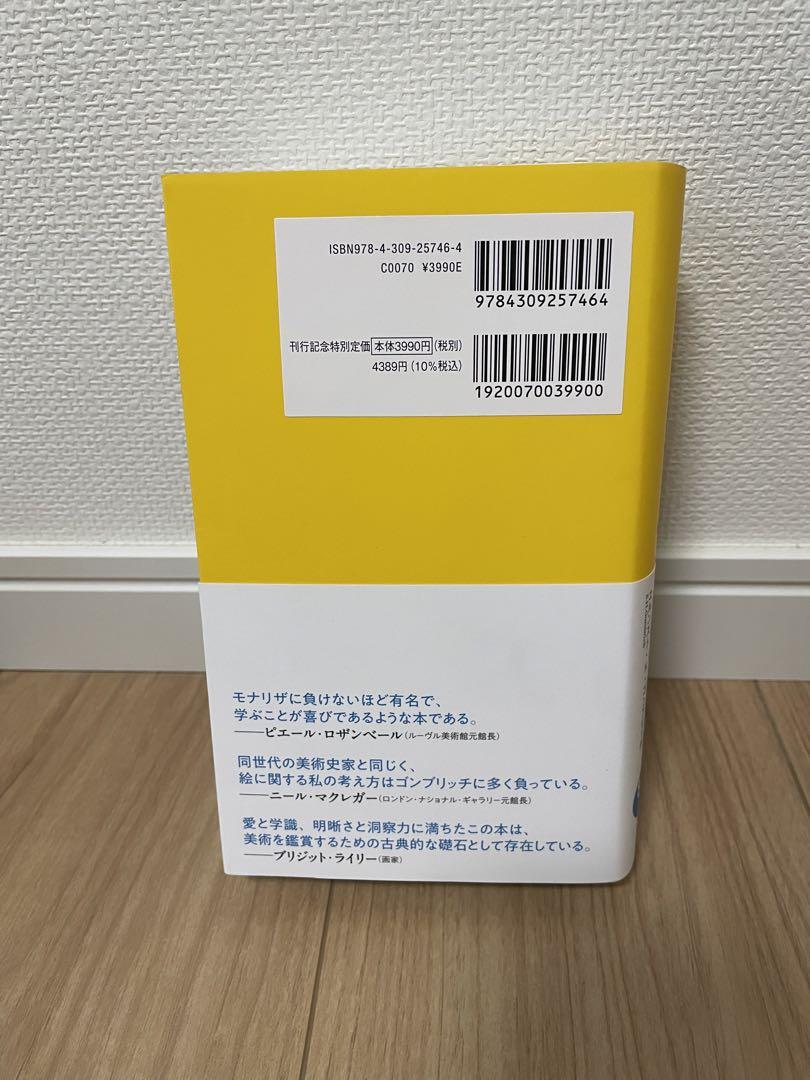 ISBN978-4-309-25746-4
C0070 ¥3990E
9784309257464
刊行記念特別定価 本体3990円(税別)
4389円(10%税込)
1920070039900
モナリザに負けないほど有名で、
学ぶことが喜びであるような本である。
――ピエール・ロザンベール(ルーヴル美術館元館長)
同世代の美術史家と同じく、
絵に関する私の考え方はゴンブリッチに多く負っている。
――ニール・マクレガー(ロンドン・ナショナル・ギャラリー元館長)
愛と学識、明晰さと洞察力に満ちたこの本は、
美術を鑑賞するための古典的な礎石として存在している。
――ブリジット・ライリー(画家)